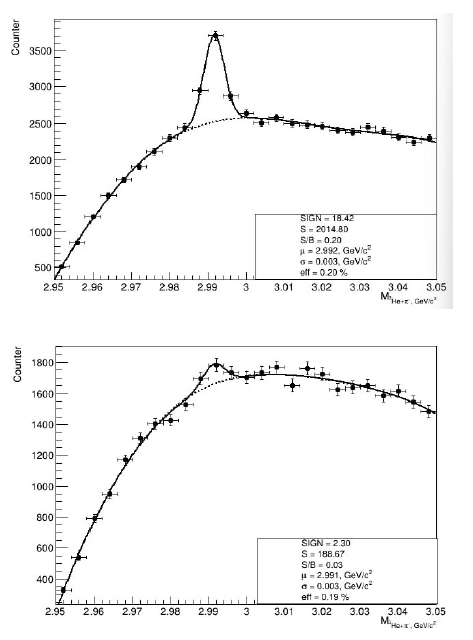 Counter
3500
3000
2500
2000
1500
1000
500
SIGN = 18.42
S = 2014.80
S/B = 0.20
μ = 2.992, GeV/c²
σ = 0.003, GeV/c²
eff = 0.20 %
2.95 2.96 2.97 2.98 2.99 3 3.01 3.02 3.03 3.04 3.05
GeV/c²
Counter
1800
1600
1400
1200
1000
800
600
400
SIGN = 2.30
S = 188.67
S/B = 0.03
μ = 2.991, GeV/c²
σ = 0.003, GeV/c²
eff = 0.19 %
2.95 2.96 2.97 2.98 2.99 3 3.01 3.02 3.03 3.04 3.05
GeV/c²